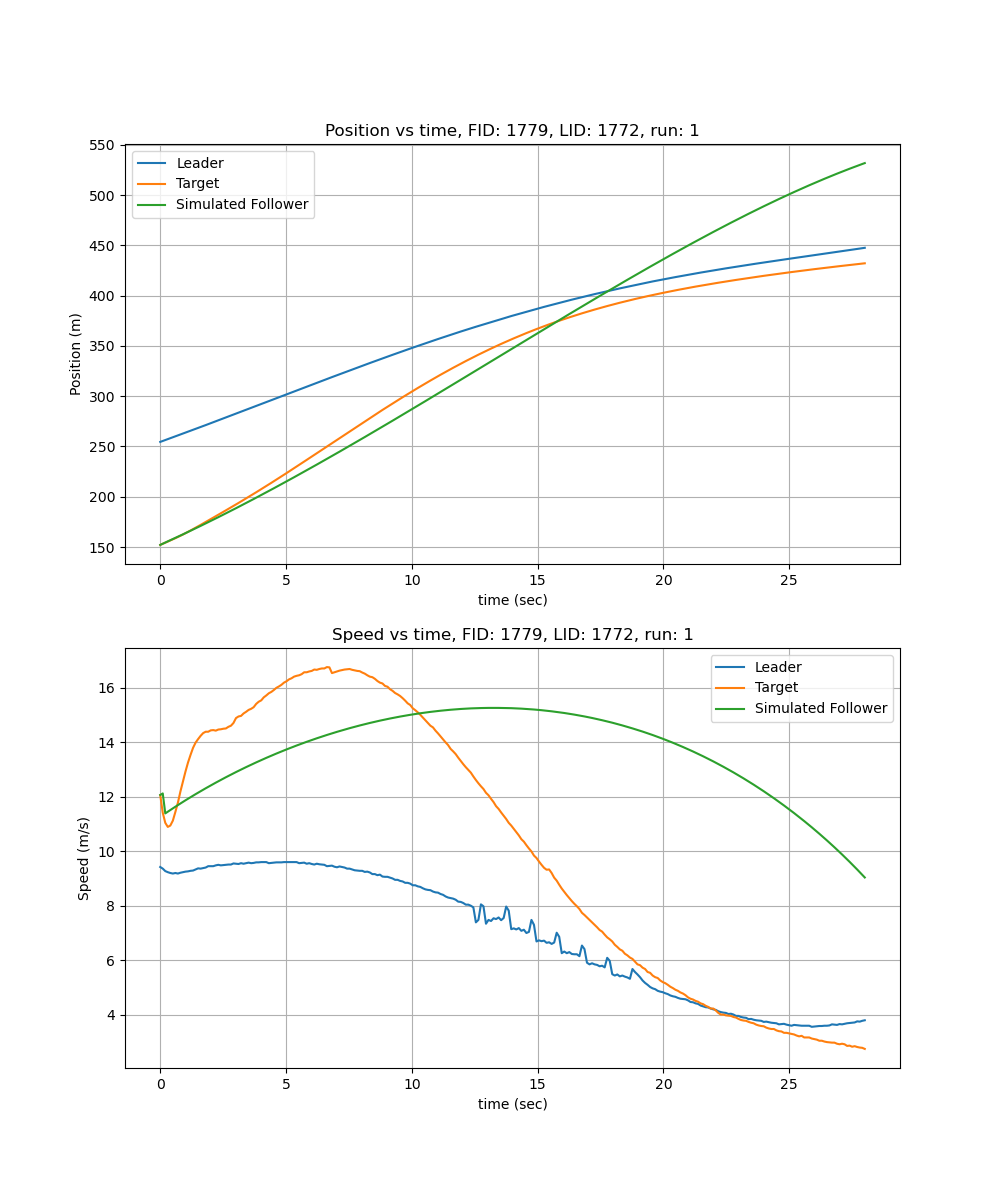 Position vs time, FID: 1779, LID: 1772, run: 1
Leader
Target
Simulated Follower
Position (m)
550
500
450
400
350
300
250
200
150
0 5 10 15 20 25
time (sec)
Speed vs time, FID: 1779, LID: 1772, run: 1
Leader
Target
Simulated Follower
Speed (m/s)
16
14
12
10
8
6
4
0 5 10 15 20 25
time (sec)